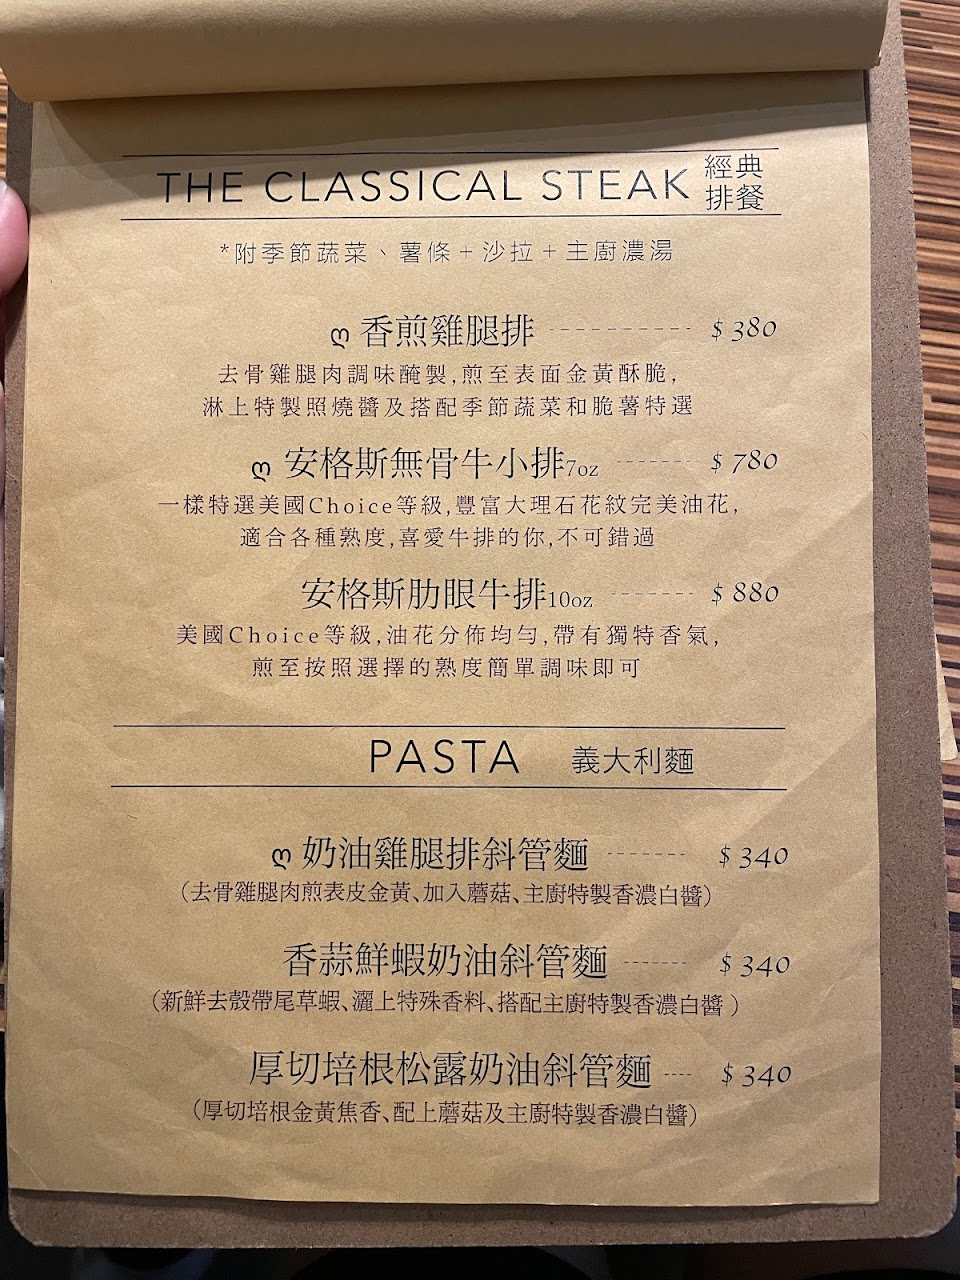 THE CLASSICAL STEAK 經典排餐
*附季節蔬菜、薯條+沙拉+主廚濃湯
ღ 香煎雞腿排 ---------- $ 380
去骨雞腿肉調味醃製,煎至表面金黃酥脆,
淋上特製照燒醬及搭配季節蔬菜和脆薯特選
ღ 安格斯無骨牛小排7oz ------ $ 780
一樣特選美國Choice等級,豐富大理石花紋完美油花,
適合各種熟度,喜愛牛排的你,不可錯過
安格斯肋眼牛排10oz ------ $ 880
美國Choice等級,油花分佈均勻,帶有獨特香氣,
煎至按照選擇的熟度簡單調味即可
PASTA 義大利麵
ღ 奶油雞腿排斜管麵 ------ $ 340
(去骨雞腿肉煎表皮金黃、加入蘑菇、主廚特製香濃白醬)
香蒜鮮蝦奶油斜管麵 ----- $ 340
(新鮮去殼帶尾草蝦、灑上特殊香料、搭配主廚特製香濃白醬 )
厚切培根松露奶油斜管麵 --- $ 340
(厚切培根金黃焦香、配上蘑菇及主廚特製香濃白醬)